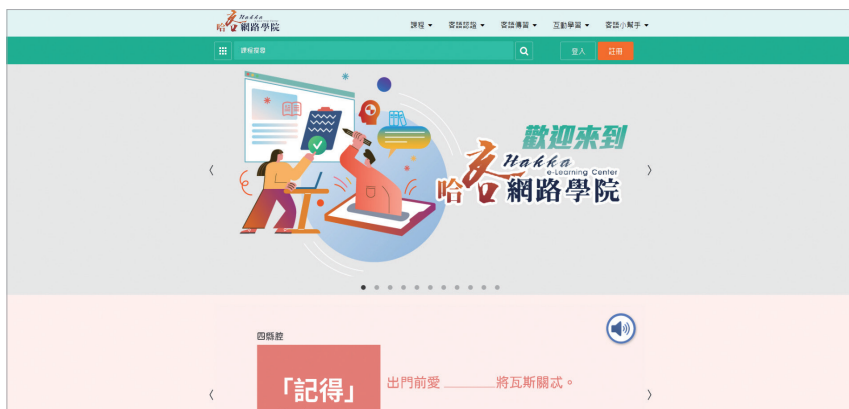 Hakka
哈客網路學院
課程 ▾ 客語認證 ▾ 客語傳習 ▾ 互動學習 ▾ 客語小幫手 ▾
課程搜尋
登入 註冊
歡迎來到
Hakka
e-Learning Center
哈客網路學院
四縣腔
「記得」
出門前愛 ________ 將瓦斯關忒。